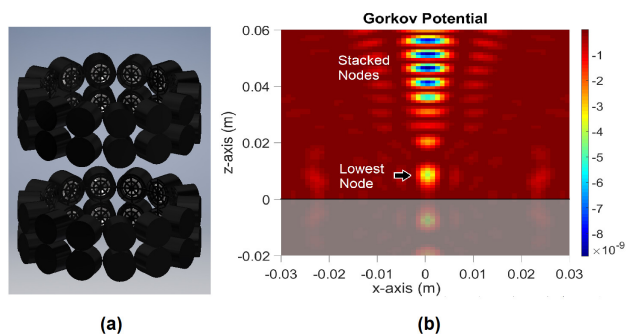 (a)
(b)
Gorkov Potential
0.06
0.04
0.02
0
-0.02
z-axis (m)
Stacked
Nodes
Lowest
Node
-0.03 -0.02 -0.01 0 0.01 0.02 0.03
x-axis (m)
-1
-2
-3
-4
-5
-6
-7
-8
×10⁻⁹
(a) (b)